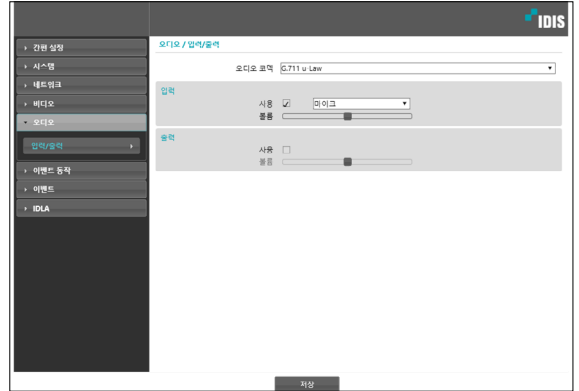 IDIS
간편 설정
시스템
네트워크
비디오
오디오
입력/출력
이벤트 동작
이벤트
IDLA
오디오 / 입력/출력
오디오 코덱 G.711 u-Law
입력
사용 마이크
볼륨
출력
사용
볼륨
저장